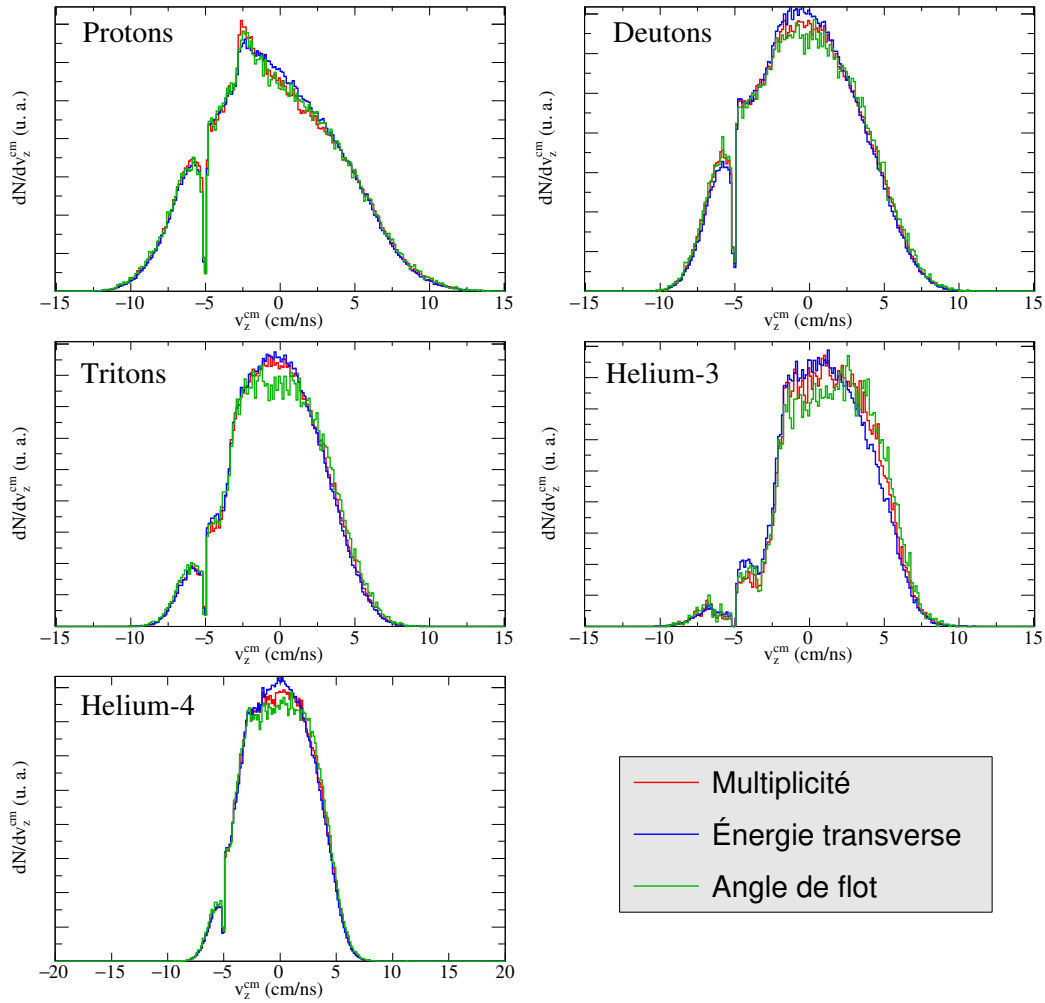 Protons
dN/dv_z^cm (u. a.)
−15 −10 −5 0 5 10 15
v_z^cm (cm/ns)
Deutons
dN/dv_z^cm (u. a.)
−15 −10 −5 0 5 10 15
v_z^cm (cm/ns)
Tritons
dN/dv_z^cm (u. a.)
−15 −10 −5 0 5 10 15
v_z^cm (cm/ns)
Helium-3
dN/dv_z^cm (u. a.)
−15 −10 −5 0 5 10 15
v_z^cm (cm/ns)
Helium-4
dN/dv_z^cm (u. a.)
−20 −15 −10 −5 0 5 10 15 20
v_z^cm (cm/ns)
Multiplicité
Énergie transverse
Angle de flot